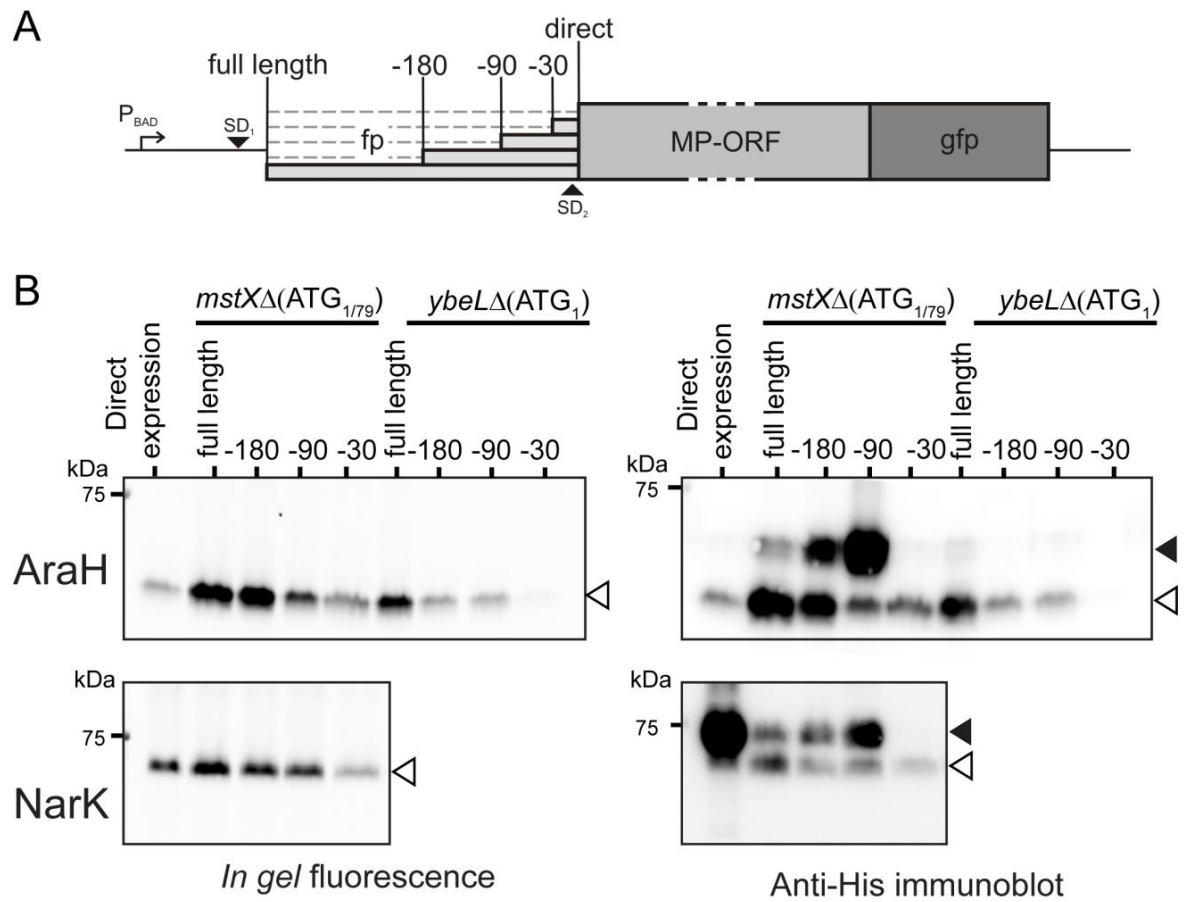 A
direct
full length
-180
-90
-30
P_BAD
SD₁
fp
MP-ORF
gfp
SD₂
B
mstXΔ(ATG₁/₇₉)
ybeLΔ(ATG₁)
mstXΔ(ATG₁/₇₉)
ybeLΔ(ATG₁)
Direct
expression
full length
-180
-90
-30
full length
-180
-90
-30
Direct
expression
full length
-180
-90
-30
full length
-180
-90
-30
kDa
75
kDa
75
AraH
kDa
75
kDa
75
NarK
In gel fluorescence
Anti-His immunoblot